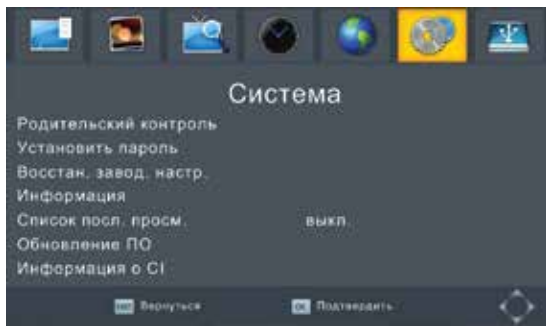 Система
Родительский контроль
Установить пароль
Восстан. завод. настр.
Информация
Список посл. просм. выкл.
Обновление ПО
Информация о CI
Вернуться OK Подтвердить